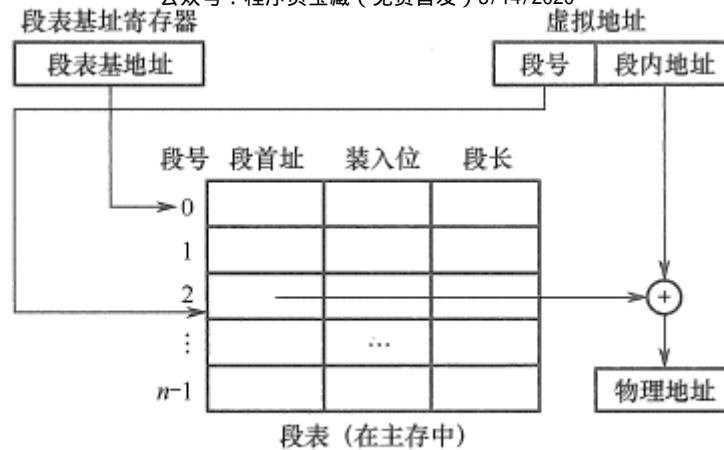 段表基址寄存器
虚拟地址
段表基地址
段号
段内地址
段号 段首址 装入位 段长
0
1
2
⋮
…
n-1
物理地址
段表（在主存中）